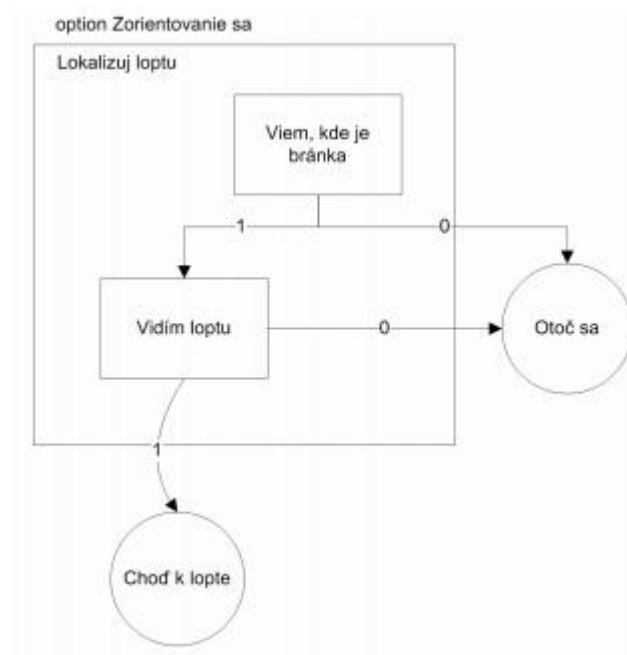 option Zorientovanie sa
Lokalizuj loptu
Viem, kde je
bránka
1
0
Vidím loptu
0
Otoč sa
1
Choď k lopte